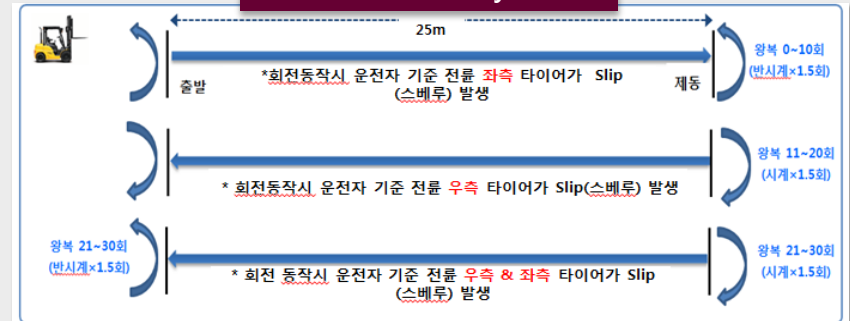 25m
왕복 0~10회
(반시계×1.5회)
*회전동작시 운전자 기준 전륜 좌측 타이어가 Slip
(스베루) 발생
출발
제동
왕복 11~20회
(시계×1.5회)
* 회전동작시 운전자 기준 전륜 우측 타이어가 Slip(스베루) 발생
왕복 21~30회
(반시계×1.5회)
왕복 21~30회
(시계×1.5회)
* 회전 동작시 운전자 기준 전륜 우측 & 좌측 타이어가 Slip
(스베루) 발생